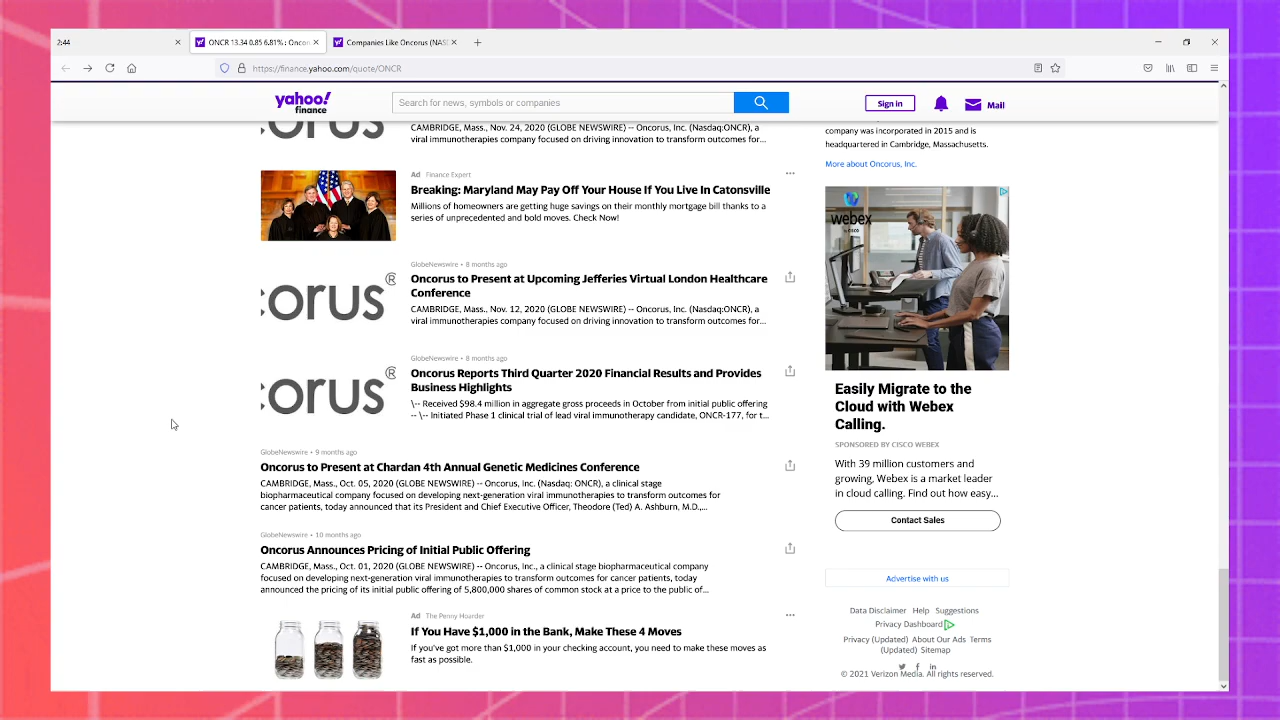 2:44
ONCR 13.34 0.85 6.81% : Oncor
Companies Like Oncorus (NAS
https://finance.yahoo.com/quote/ONCR
yahoo!
finance
Search for news, symbols or companies
Sign in
Mail
corus
CAMBRIDGE, Mass., Nov. 24, 2020 (GLOBE NEWSWIRE) -- Oncorus, Inc. (Nasdaq:ONCR), a
viral immunotherapies company focused on driving innovation to transform outcomes for...
Ad Finance Expert
Breaking: Maryland May Pay Off Your House If You Live In Catonsville
Millions of homeowners are getting huge savings on their monthly mortgage bill thanks to a
series of unprecedented and bold moves. Check Now!
corus®
GlobeNewswire • 8 months ago
Oncorus to Present at Upcoming Jefferies Virtual London Healthcare
Conference
CAMBRIDGE, Mass., Nov. 12, 2020 (GLOBE NEWSWIRE) -- Oncorus, Inc. (Nasdaq:ONCR), a
viral immunotherapies company focused on driving innovation to transform outcomes for...
corus®
GlobeNewswire • 8 months ago
Oncorus Reports Third Quarter 2020 Financial Results and Provides
Business Highlights
\-- Received $98.4 million in aggregate gross proceeds in October from initial public offering
-- \-- Initiated Phase 1 clinical trial of lead viral immunotherapy candidate, ONCR-177, for t...
GlobeNewswire • 9 months ago
Oncorus to Present at Chardan 4th Annual Genetic Medicines Conference
CAMBRIDGE, Mass., Oct. 05, 2020 (GLOBE NEWSWIRE) -- Oncorus, Inc. (Nasdaq: ONCR), a clinical stage
biopharmaceutical company focused on developing next-generation viral immunotherapies to transform outcomes for
cancer patients, today announced that its President and Chief Executive Officer, Theodore (Ted) A. Ashburn, M.D.,...
GlobeNewswire • 10 months ago
Oncorus Announces Pricing of Initial Public Offering
CAMBRIDGE, Mass., Oct. 01, 2020 (GLOBE NEWSWIRE) -- Oncorus, Inc., a clinical stage biopharmaceutical company
focused on developing next-generation viral immunotherapies to transform outcomes for cancer patients, today
announced the pricing of its initial public offering of 5,800,000 shares of common stock at a price to the public of...
Ad The Penny Hoarder
If You Have $1,000 in the Bank, Make These 4 Moves
If you've got more than $1,000 in your checking account, you need to make these moves as
fast as possible.
company was incorporated in 2015 and is
headquartered in Cambridge, Massachusetts.
More about Oncorus, Inc.
webex
by CISCO
Easily Migrate to the
Cloud with Webex
Calling.
SPONSORED BY CISCO WEBEX
With 39 million customers and
growing, Webex is a market leader
in cloud calling. Find out how easy...
Contact Sales
Advertise with us
Data Disclaimer Help Suggestions
Privacy Dashboard
Privacy (Updated) About Our Ads Terms
(Updated) Sitemap
© 2021 Verizon Media. All rights reserved.